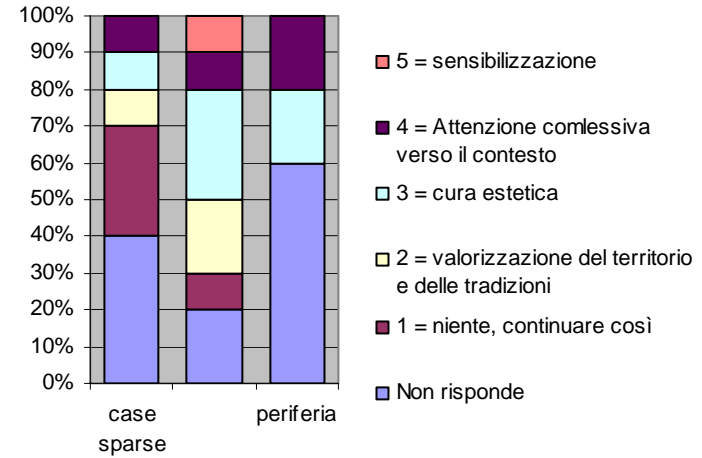 100%
90%
80%
70%
60%
50%
40%
30%
20%
10%
0%
case
sparse
periferia
5 = sensibilizzazione
4 = Attenzione comlessiva
verso il contesto
3 = cura estetica
2 = valorizzazione del territorio
e delle tradizioni
1 = niente, continuare così
Non risponde